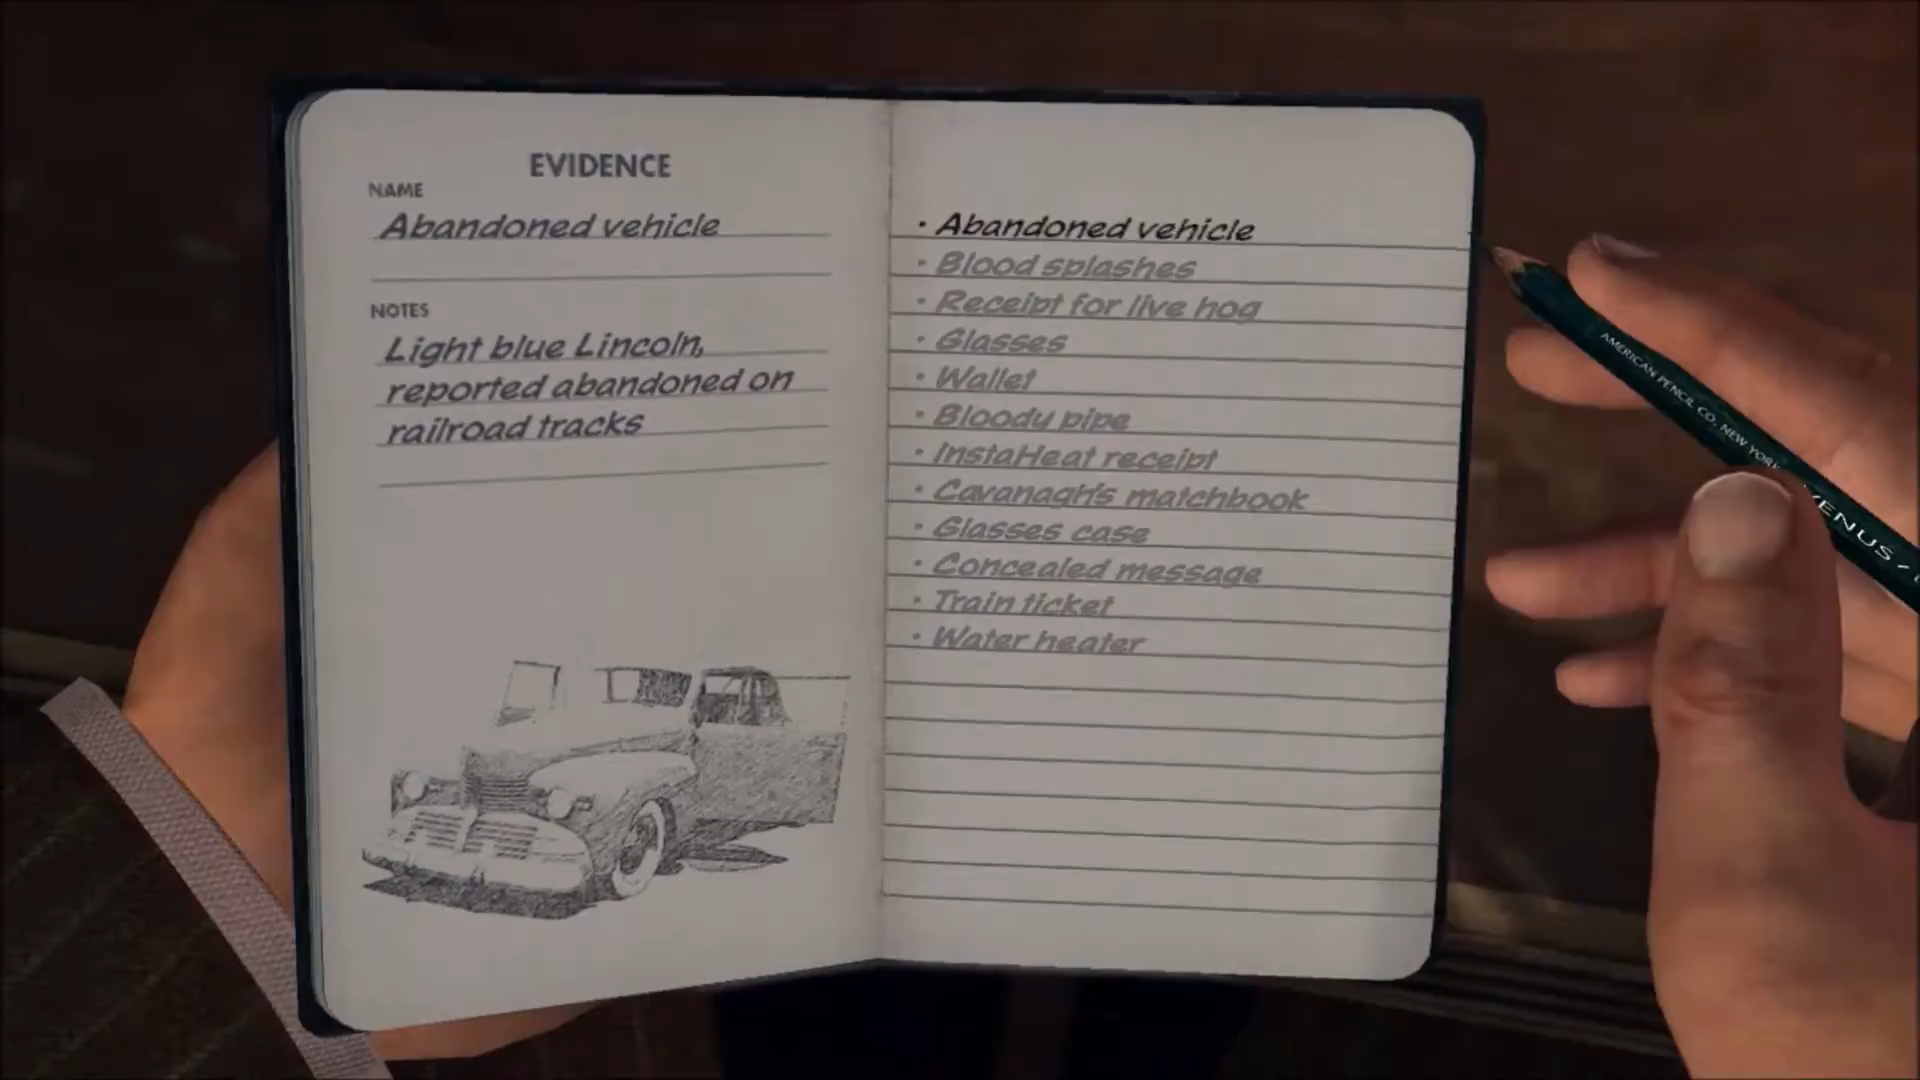 EVIDENCE
NAME
Abandoned vehicle
NOTES
Light blue Lincoln,
reported abandoned on
railroad tracks
• Abandoned vehicle
• Blood splashes
• Receipt for live hog
• Glasses
• Wallet
• Bloody pipe
• InstaHeat receipt
• Cavanagh's matchbook
• Glasses case
• Concealed message
• Train ticket
• Water heater
AMERICAN PENCIL CO. NEW YORK
VENUS